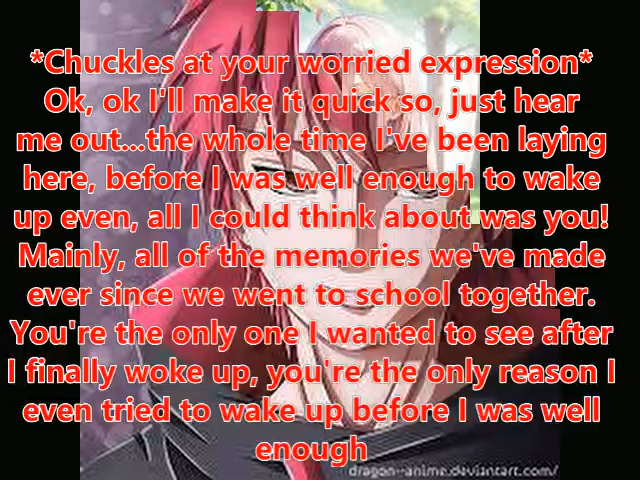 *Chuckles at your worried expression*
Ok, ok I'll make it quick so, just hear
me out...the whole time I've been laying
here, before I was well enough to wake
up even, all I could think about was you!
Mainly, all of the memories we've made
ever since we went to school together.
You're the only one I wanted to see after
I finally woke up, you're the only reason I
even tried to wake up before I was well
enough
dragon--anime.deviantart.com/